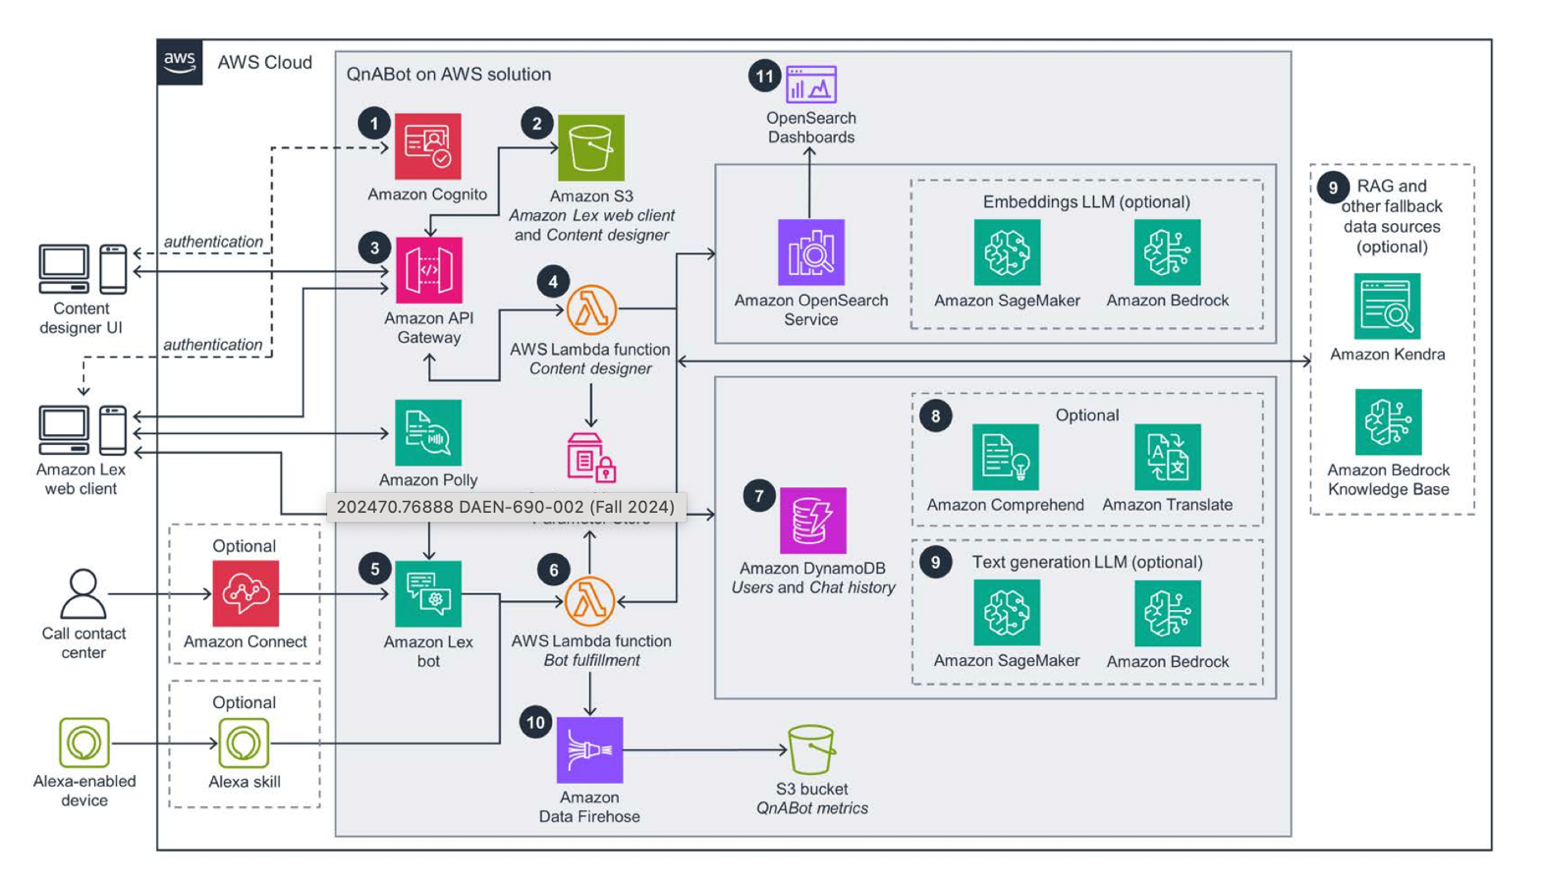 aws
AWS Cloud
QnABot on AWS solution
1
Amazon Cognito
2
Amazon S3
Amazon Lex web client
and Content designer
11
OpenSearch
Dashboards
authentication
3
Amazon API
Gateway
4
AWS Lambda function
Content designer
Amazon OpenSearch
Service
Embeddings LLM (optional)
Amazon SageMaker
Amazon Bedrock
9
RAG and
other fallback
data sources
(optional)
Amazon Kendra
Amazon Bedrock
Knowledge Base
Content
designer UI
authentication
Amazon Lex
web client
Amazon Polly
202470.76888 DAEN-690-002 (Fall 2024)
7
Amazon DynamoDB
Users and Chat history
8
Optional
Amazon Comprehend
Amazon Translate
9
Text generation LLM (optional)
Amazon SageMaker
Amazon Bedrock
Call contact
center
Optional
Amazon Connect
5
Amazon Lex
bot
6
AWS Lambda function
Bot fulfillment
Alexa-enabled
device
Optional
Alexa skill
10
Amazon
Data Firehose
S3 bucket
QnABot metrics